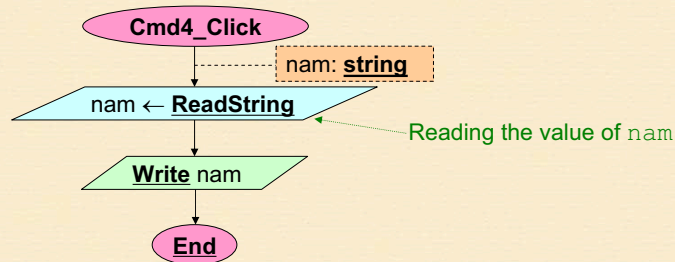 Cmd4_Click
nam: string
nam ← ReadString
Reading the value of nam
Write nam
End